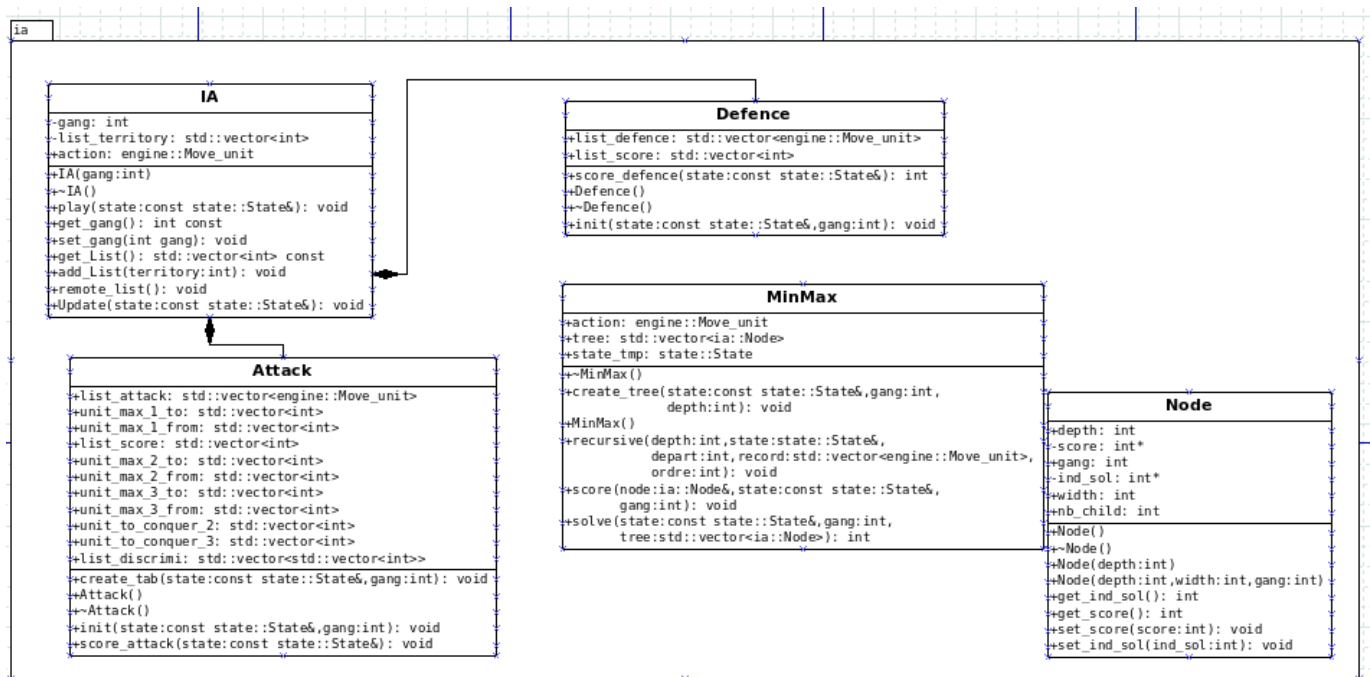 ia
IA
-gang: int
-list_territory: std::vector<int>
+action: engine::Move_unit
+IA(gang:int)
+~IA()
+play(state:const state::State&): void
+get_gang(): int const
+set_gang(int gang): void
+get_List(): std::vector<int> const
+add_List(territory:int): void
+remote_list(): void
+Update(state:const state::State&): void
Defence
+list_defence: std::vector<engine::Move_unit>
+list_score: std::vector<int>
+score_defence(state:const state::State&): int
+Defence()
+~Defence()
+init(state:const state::State&,gang:int): void
MinMax
+action: engine::Move_unit
+tree: std::vector<ia::Node>
+state_tmp: state::State
+~MinMax()
+create_tree(state:const state::State&,gang:int,
depth:int): void
+MinMax()
+recursive(depth:int,state:state::State&,
depart:int,record:std::vector<engine::Move_unit>,
ordre:int): void
+score(node:ia::Node&,state:const state::State&,
gang:int): void
+solve(state:const state::State&,gang:int,
tree:std::vector<ia::Node>): int
Attack
+list_attack: std::vector<engine::Move_unit>
+unit_max_1_to: std::vector<int>
+unit_max_1_from: std::vector<int>
+list_score: std::vector<int>
+unit_max_2_to: std::vector<int>
+unit_max_2_from: std::vector<int>
+unit_max_3_to: std::vector<int>
+unit_max_3_from: std::vector<int>
+unit_to_conquer_2: std::vector<int>
+unit_to_conquer_3: std::vector<int>
+list_discrimi: std::vector<std::vector<int>>
+create_tab(state:const state::State&,gang:int): void
+Attack()
+~Attack()
+init(state:const state::State&,gang:int): void
+score_attack(state:const state::State&): void
Node
+depth: int
-score: int*
+gang: int
-ind_sol: int*
+width: int
+nb_child: int
+Node()
+~Node()
+Node(depth:int)
+Node(depth:int,width:int,gang:int)
+get_ind_sol(): int
+get_score(): int
+set_score(score:int): void
+set_ind_sol(ind_sol:int): void